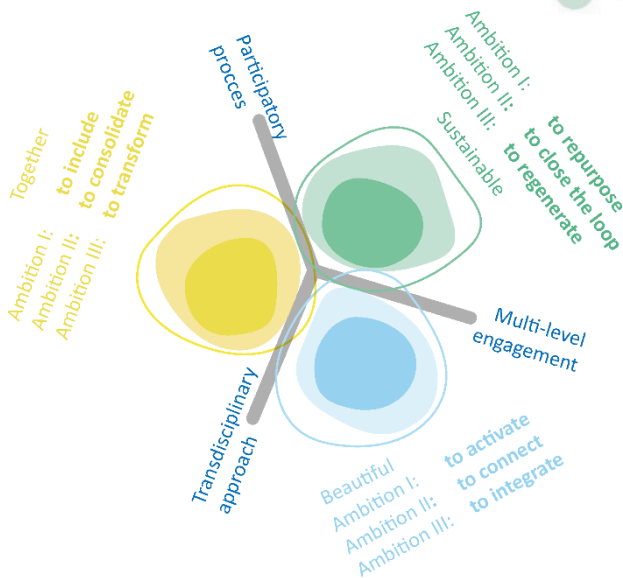 Participatory
procces
Together
Ambition I: to include
Ambition II: to consolidate
Ambition III: to transform
Sustainable
Ambition I: to repurpose
Ambition II: to close the loop
Ambition III: to regenerate
Multi-level
engagement
Transdisciplinary
approach
Beautiful
Ambition I: to activate
Ambition II: to connect
Ambition III: to integrate